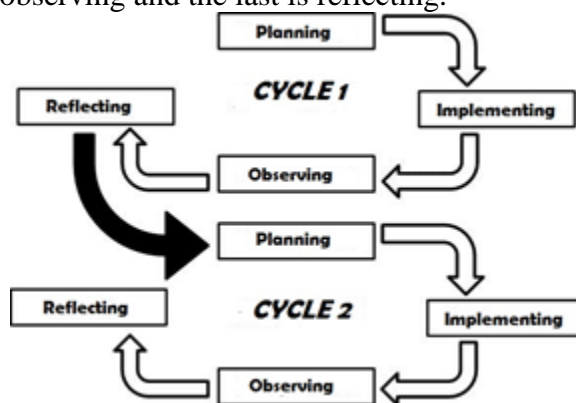 observing and the last is reflecting.
Planning
CYCLE 1
Reflecting
Implementing
Observing
Planning
Reflecting
CYCLE 2
Implementing
Observing